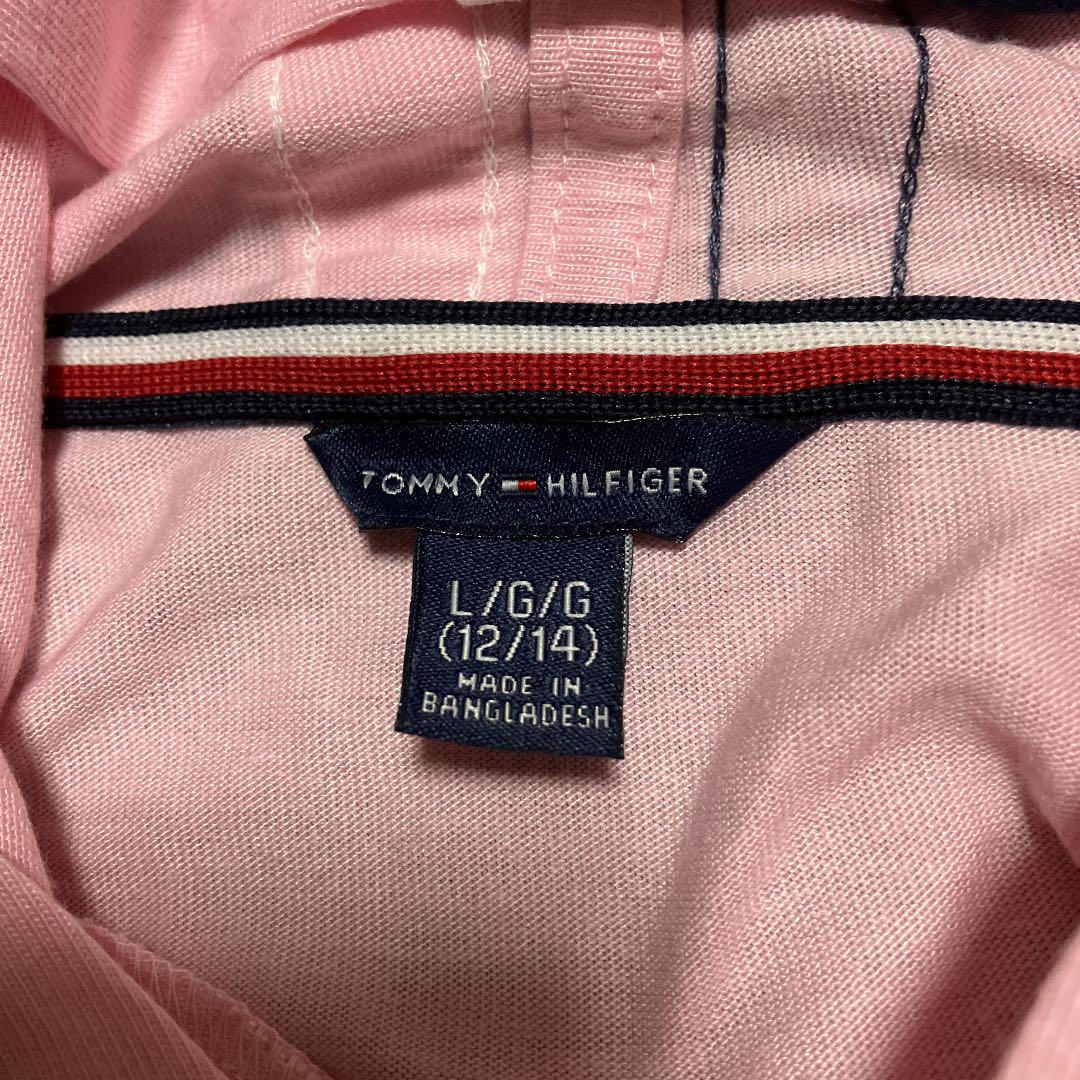 TOMMY HILFIGER
L/G/G
(12/14)
MADE IN
BANGLADESH